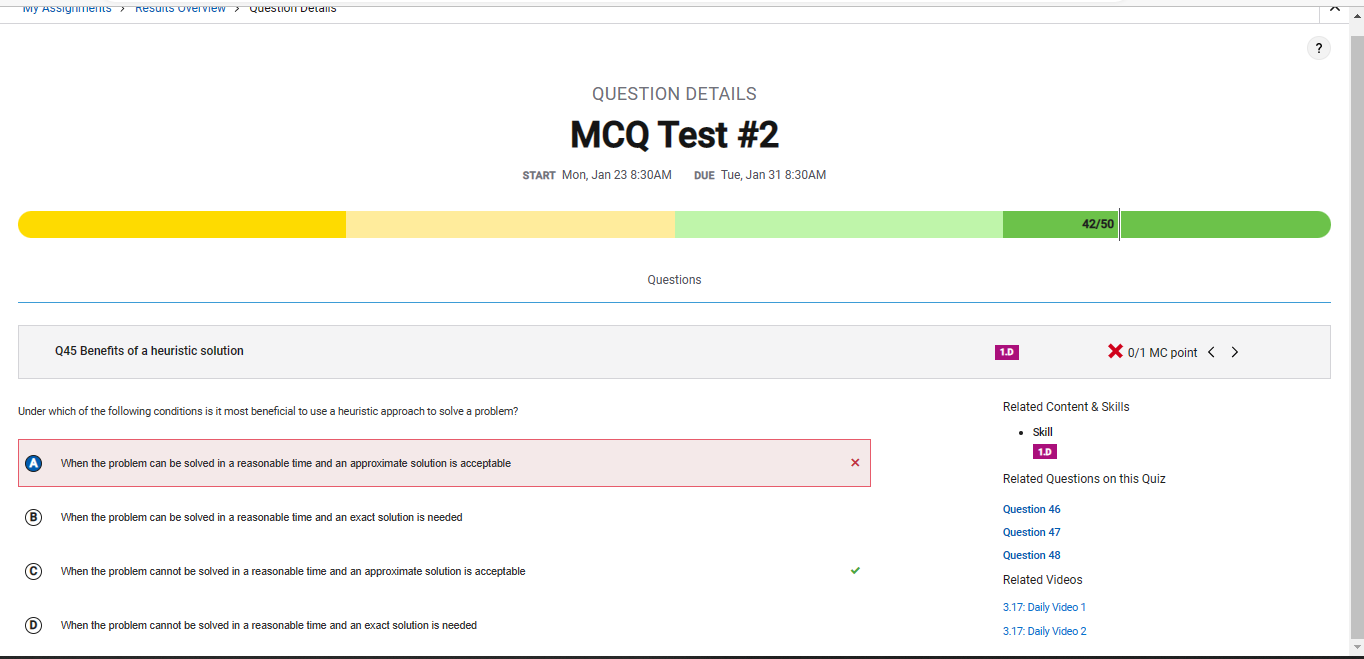 My Assignments > Results Overview > Question Details
?
QUESTION DETAILS
MCQ Test #2
START Mon, Jan 23 8:30AM DUE Tue, Jan 31 8:30AM
42/50
Questions
Q45 Benefits of a heuristic solution 1.D 0/1 MC point < >
Under which of the following conditions is it most beneficial to use a heuristic approach to solve a problem?
A When the problem can be solved in a reasonable time and an approximate solution is acceptable
B When the problem can be solved in a reasonable time and an exact solution is needed
C When the problem cannot be solved in a reasonable time and an approximate solution is acceptable
D When the problem cannot be solved in a reasonable time and an exact solution is needed
Related Content & Skills
• Skill
1.D
Related Questions on this Quiz
Question 46
Question 47
Question 48
Related Videos
3.17: Daily Video 1
3.17: Daily Video 2